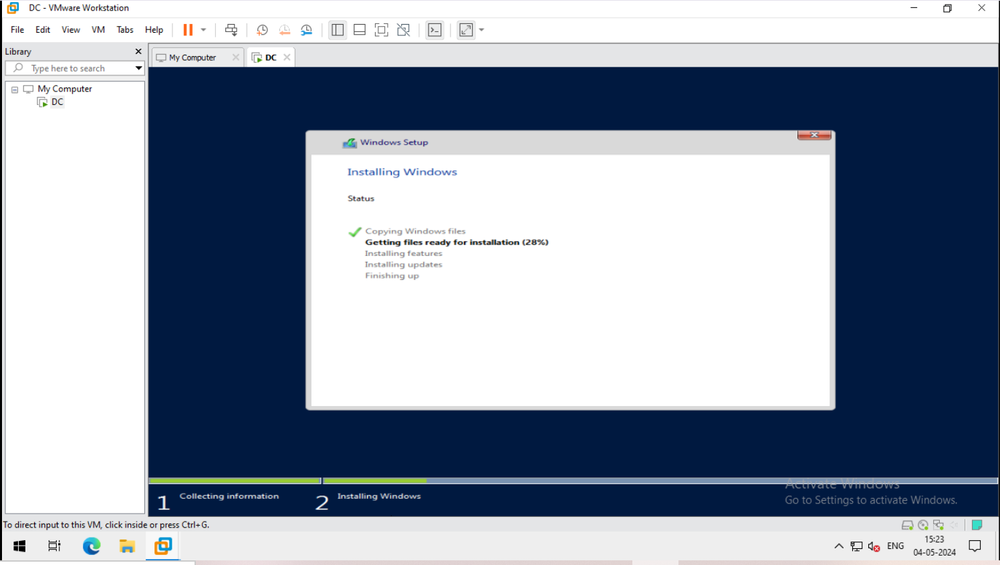 DC - VMware Workstation
File Edit View VM Tabs Help
Library
My Computer
DC
Type here to search
My Computer
DC
Windows Setup
Installing Windows
Status
Copying Windows files
Getting files ready for installation (28%)
Installing features
Installing updates
Finishing up
1 Collecting information
2 Installing Windows
Activate Windows
Go to Settings to activate Windows.
To direct input to this VM, click inside or press Ctrl+G.
ENG
15:23
04-05-2024